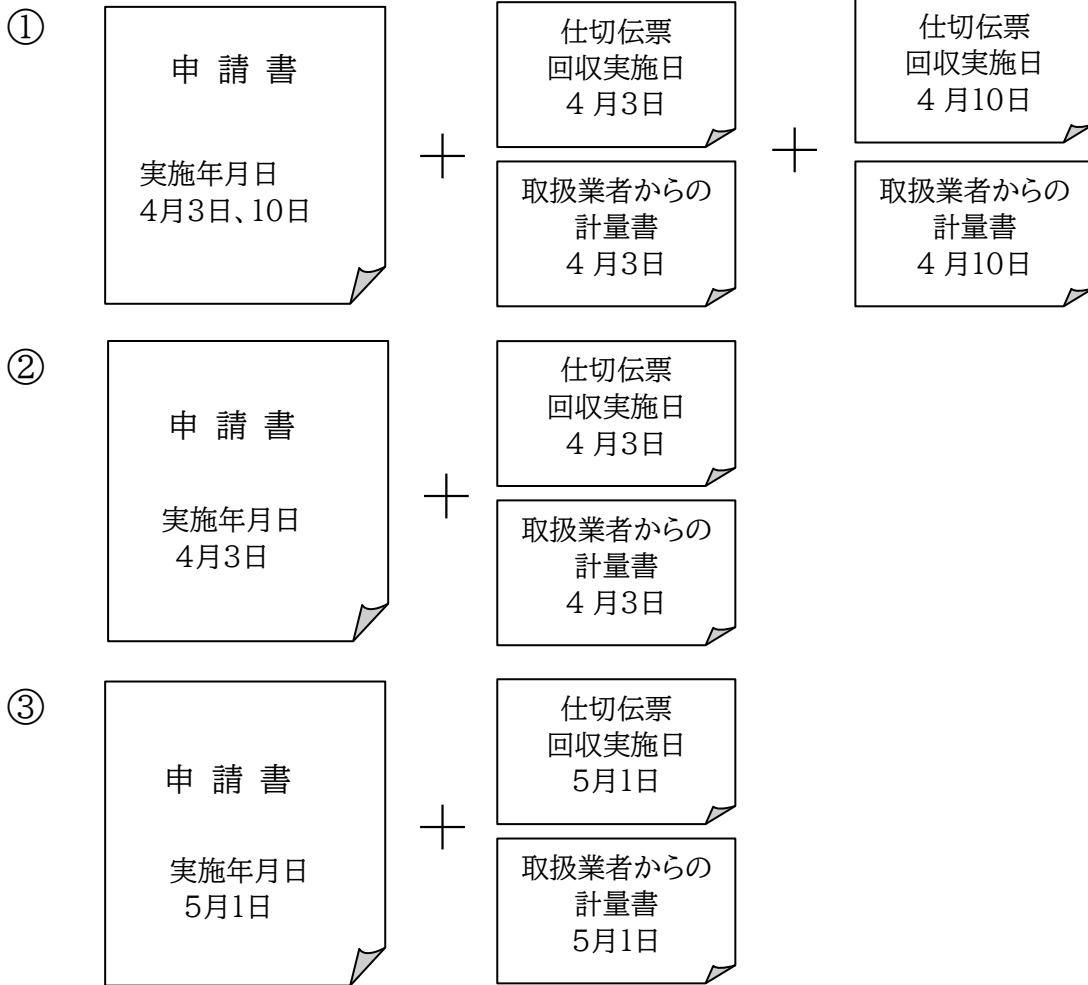 ①
申 請 書
実施年月日
4月3日、10日
＋
仕切伝票
回収実施日
4 月3日
取扱業者からの
計量書
4 月3日
＋
仕切伝票
回収実施日
4 月10日
取扱業者からの
計量書
4 月10日
②
申 請 書
実施年月日
4月3日
＋
仕切伝票
回収実施日
4 月3日
取扱業者からの
計量書
4 月3日
③
申 請 書
実施年月日
5月1日
＋
仕切伝票
回収実施日
5月1日
取扱業者からの
計量書
5月1日